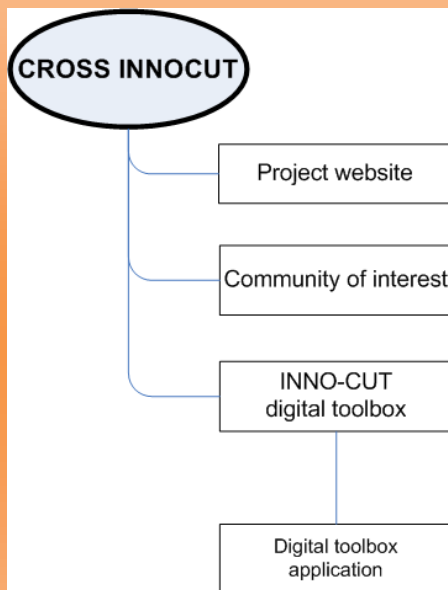 CROSS INNOCUT
Project website
Community of interest
INNO-CUT
digital toolbox
Digital toolbox
application